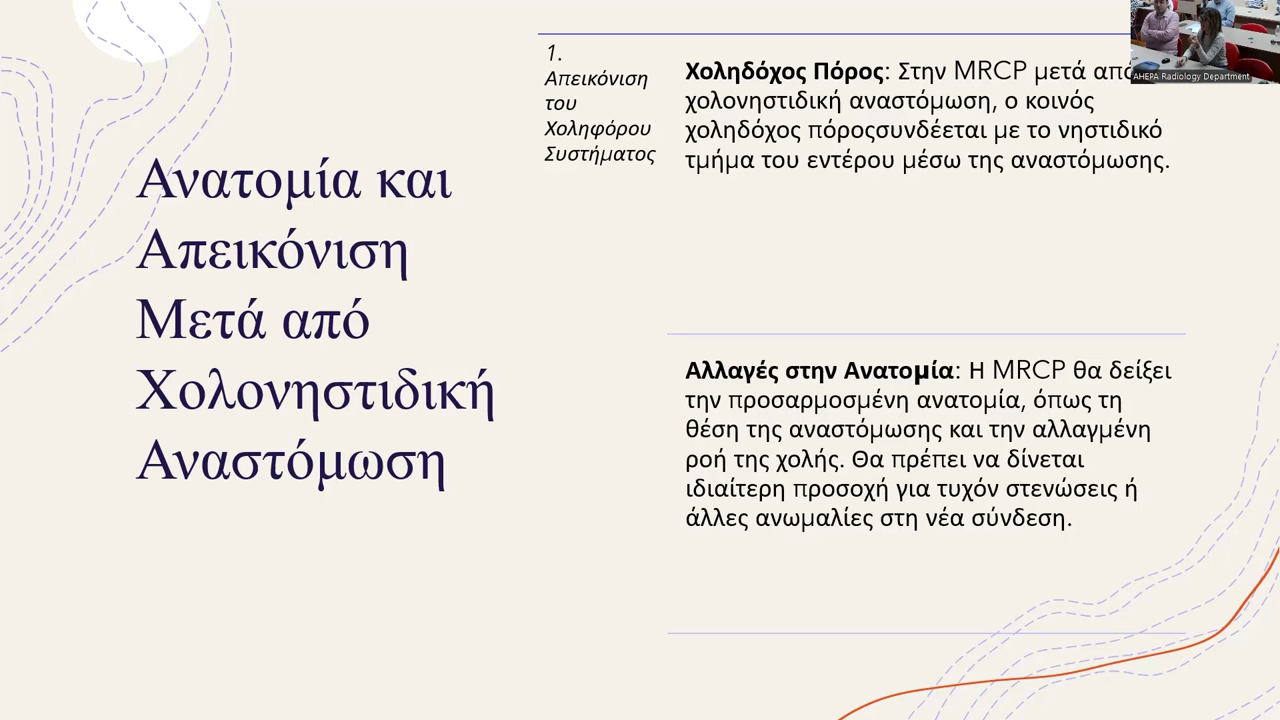 Ανατομία και
Απεικόνιση
Μετά από
Χολονηστιδική
Αναστόμωση
1.
Απεικόνιση
του
Χοληφόρου
Συστήματος
Χοληδόχος Πόρος: Στην MRCP μετά από
χολονηστιδική αναστόμωση, ο κοινός
χοληδόχος πόροςσυνδέεται με το νηστιδικό
τμήμα του εντέρου μέσω της αναστόμωσης.
Αλλαγές στην Ανατομία: Η MRCP θα δείξει
την προσαρμοσμένη ανατομία, όπως τη
θέση της αναστόμωσης και την αλλαγμένη
ροή της χολής. Θα πρέπει να δίνεται
ιδιαίτερη προσοχή για τυχόν στενώσεις ή
άλλες ανωμαλίες στη νέα σύνδεση.
AHEPA Radiology Department